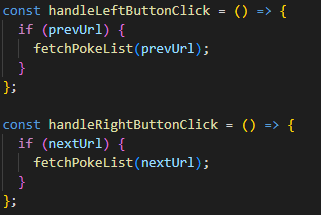 const handleLeftButtonClick = () => {
  if (prevUrl) {
    fetchPokeList(prevUrl);
  }
};

const handleRightButtonClick = () => {
  if (nextUrl) {
    fetchPokeList(nextUrl);
  }
};